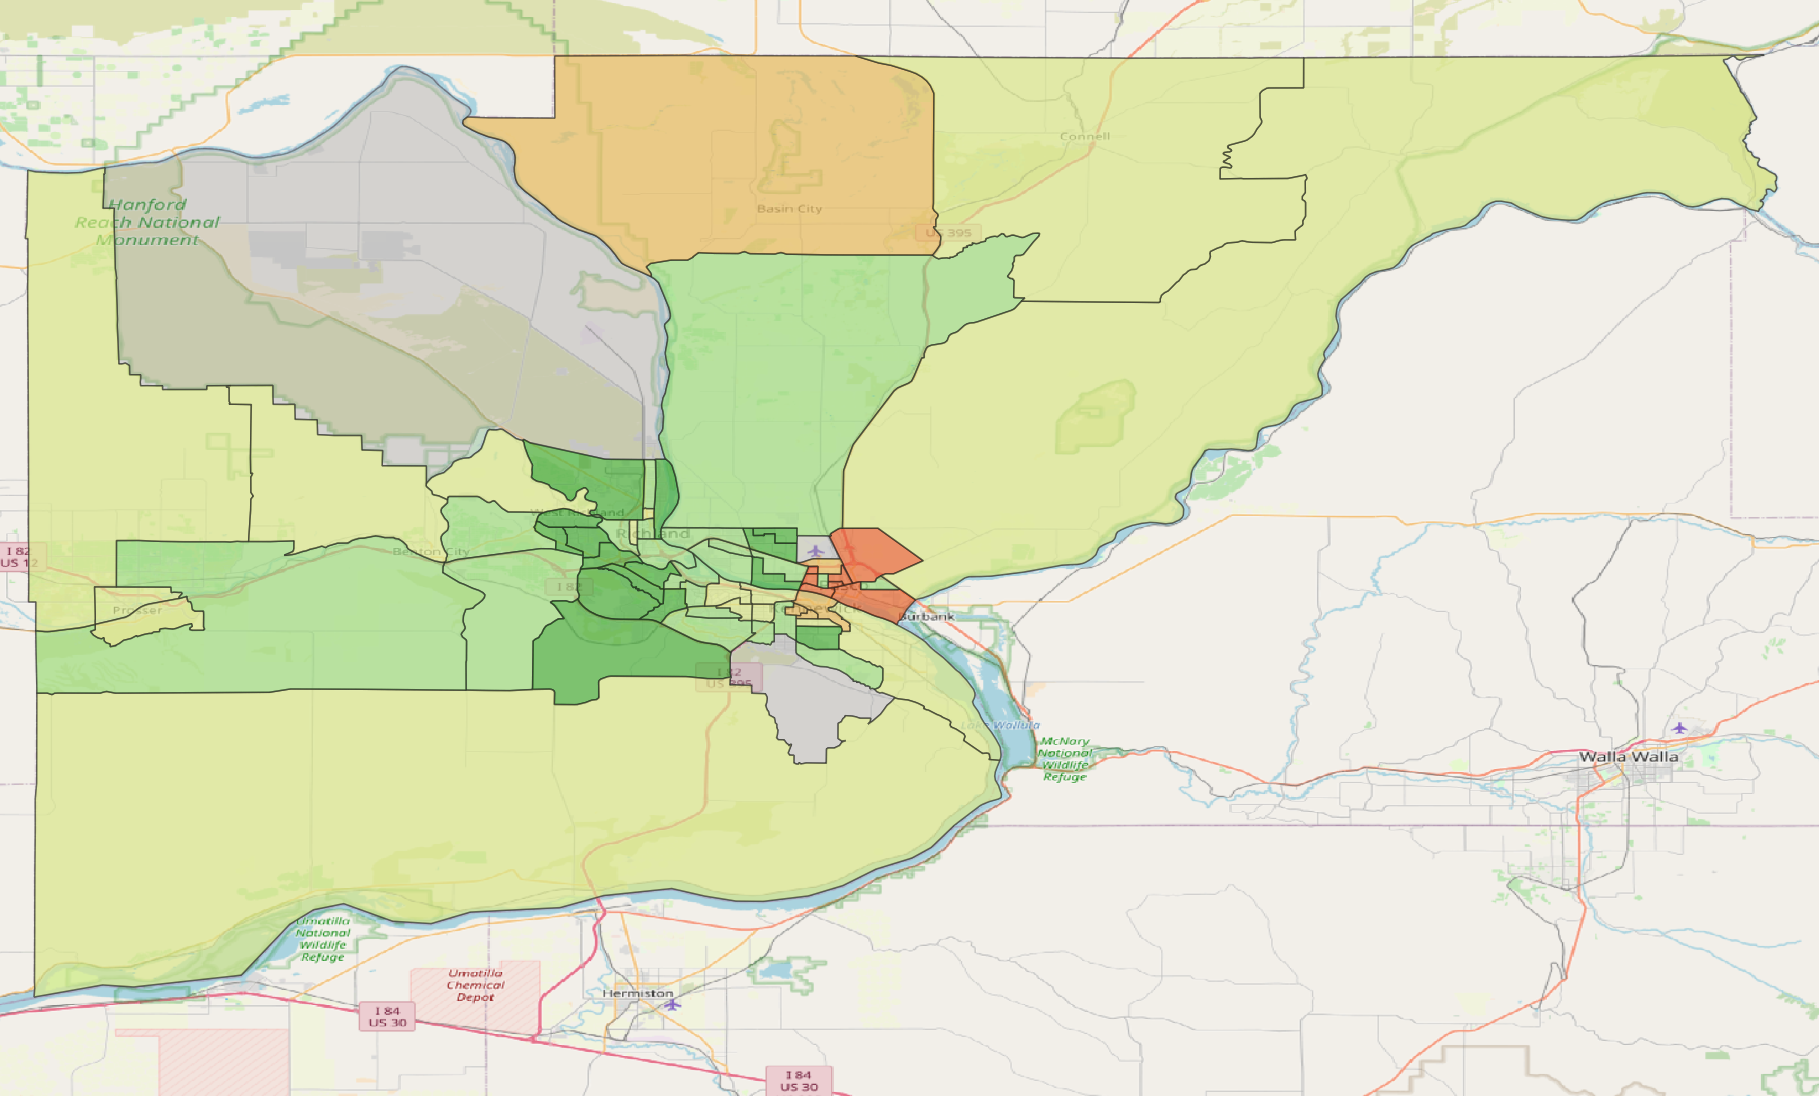 Connell
Hanford
Reach National
Monument
Basin City
US 395
West Richland
Richland
I 82
US 12
Benton City
I 82
Prosser
Kennewick
Burbank
I 82
US 395
Lake Wallula
McNary
National
Wildlife
Refuge
Walla Walla
Umatilla
National
Wildlife
Refuge
Umatilla
Chemical
Depot
Hermiston
I 84
US 30
I 84
US 30